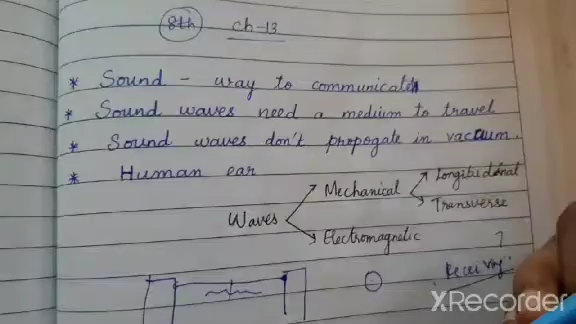 8th ch-13
* Sound - way to communicate
* Sound waves need a medium to travel
* Sound waves don't propogate in vacuum.
* Human ear
Waves
Mechanical
Longitudional
Transverse
Electromagnetic
?
XRecorder